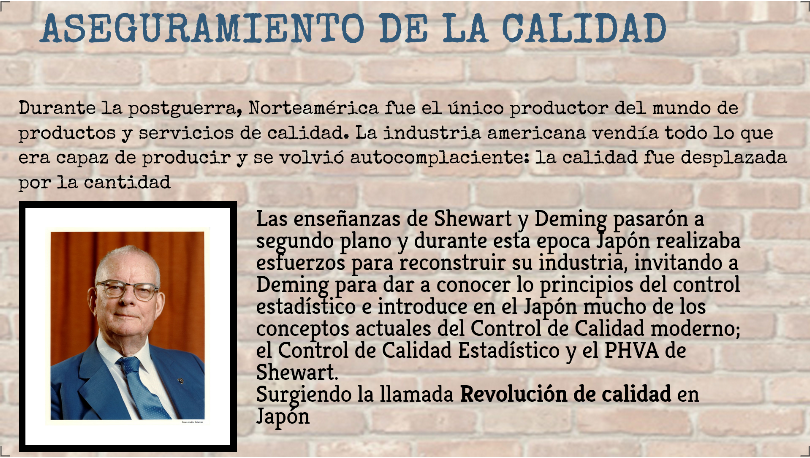 ASEGURAMIENTO DE LA CALIDAD
Durante la postguerra, Norteamérica fue el único productor del mundo de
productos y servicios de calidad. La industria americana vendía todo lo que
era capaz de producir y se volvió autocomplaciente: la calidad fue desplazada
por la cantidad
Las enseñanzas de Shewart y Deming pasarón a
segundo plano y durante esta epoca Japón realizaba
esfuerzos para reconstruir su industria, invitando a
Deming para dar a conocer lo principios del control
estadístico e introduce en el Japón mucho de los
conceptos actuales del Control de Calidad moderno;
el Control de Calidad Estadístico y el PHVA de
Shewart.
Surgiendo la llamada Revolución de calidad en
Japón